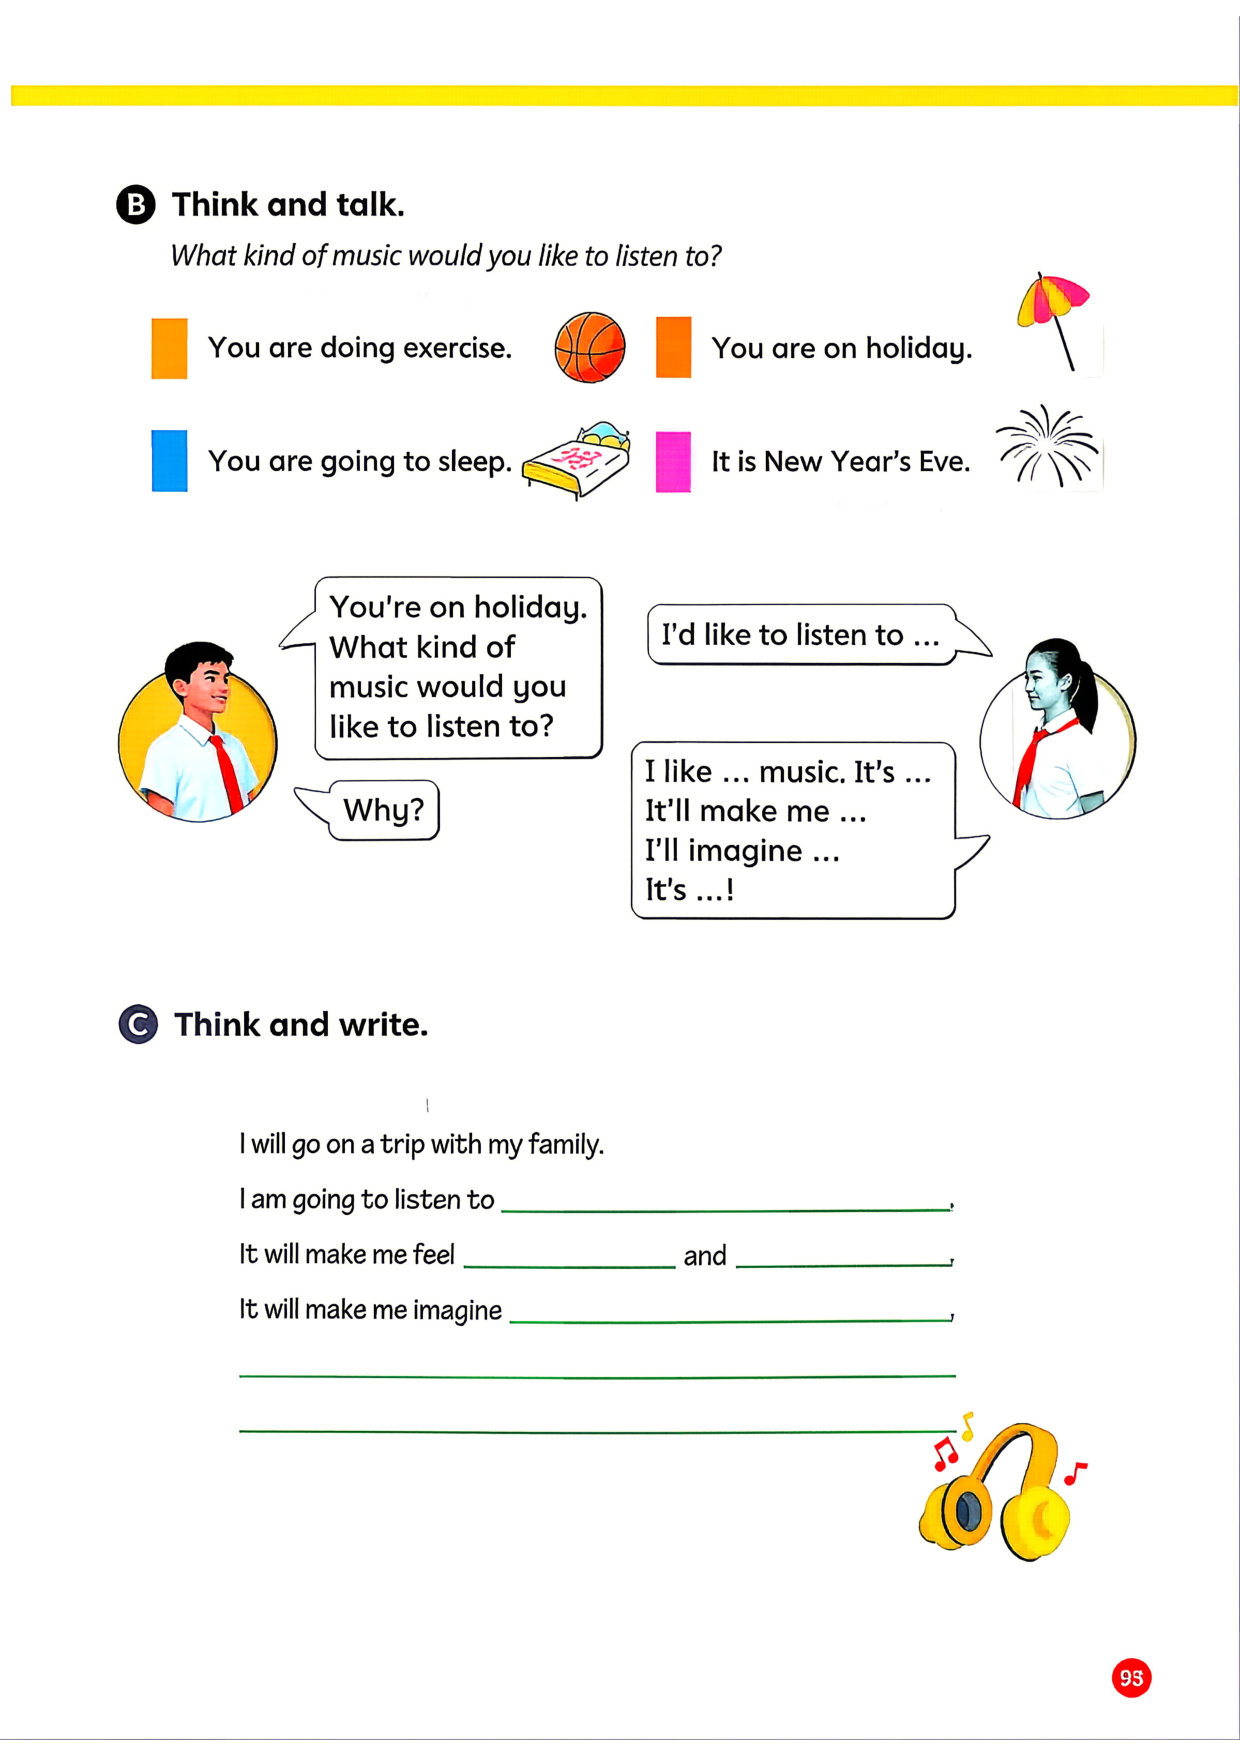 B Think and talk.
What kind of music would you like to listen to?
You are doing exercise.
You are on holiday.
You are going to sleep.
It is New Year's Eve.
You're on holiday.
What kind of
music would you
like to listen to?
I'd like to listen to ...
Why?
I like ... music. It's ...
It'll make me ...
I'll imagine ...
It's ...!
C Think and write.
I will go on a trip with my family.
I am going to listen to .
It will make me feel and ,
It will make me imagine ,
95